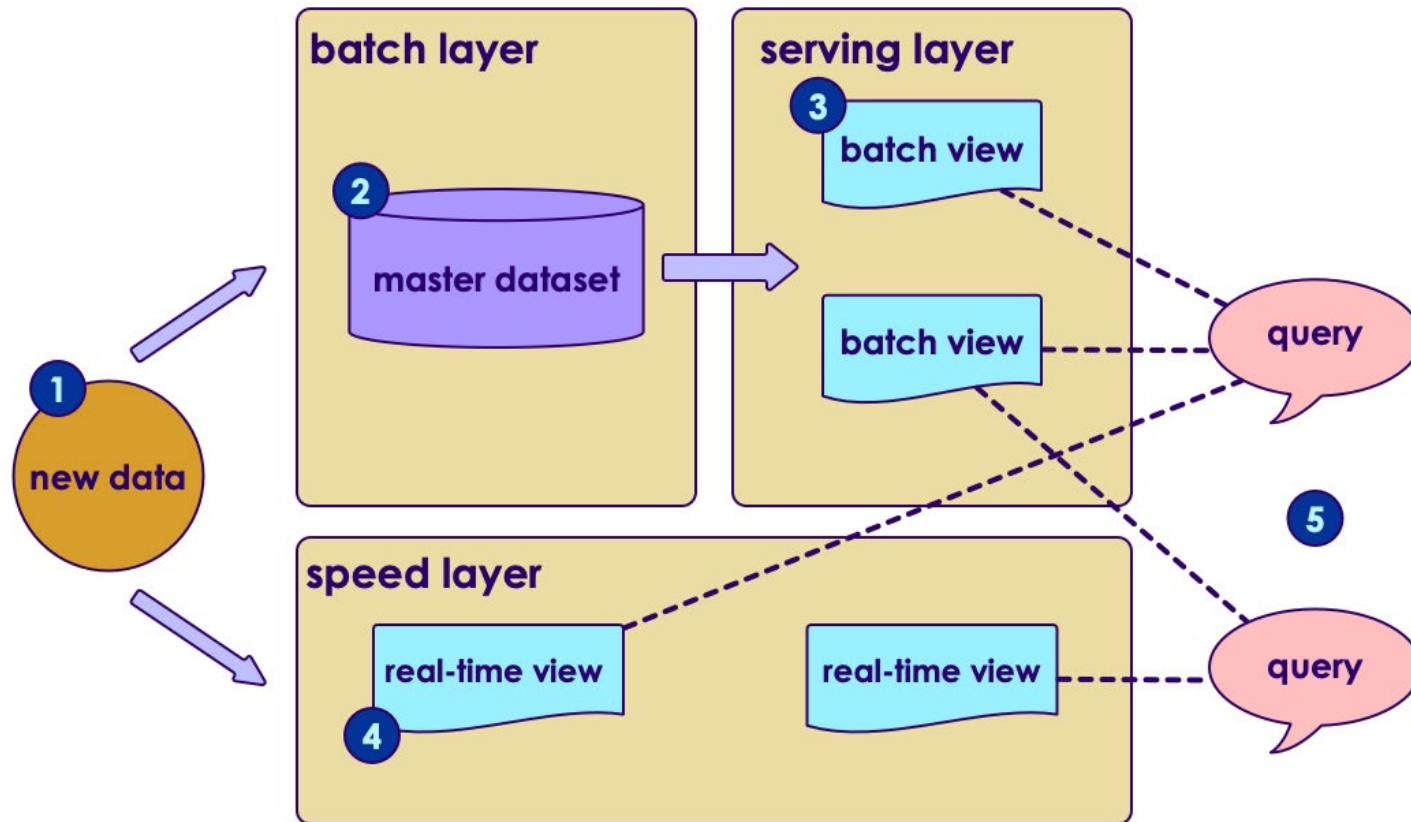 batch layer
serving layer
3
batch view
2
master dataset
batch view
query
1
new data
5
speed layer
real-time view
4
real-time view
query